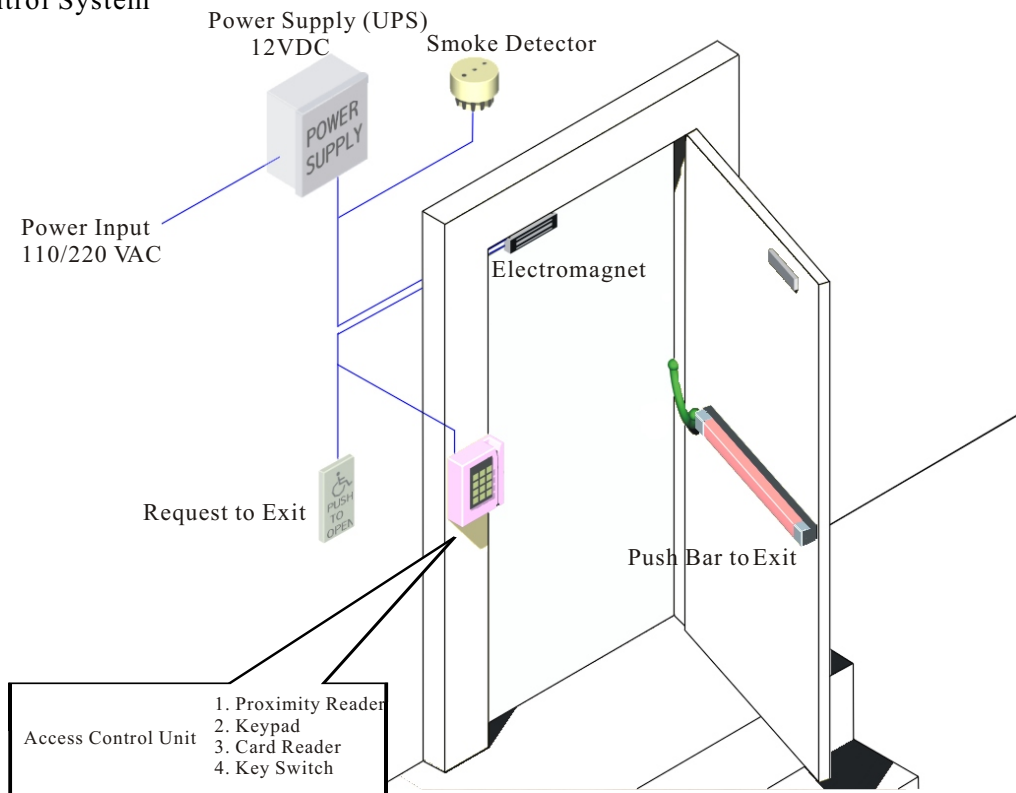 ntrol System
Power Supply (UPS)
12VDC
Smoke Detector
POWER
SUPPLY
Power Input
110/220 VAC
Electromagnet
Request to Exit
PUSH
TO
OPEN
Push Bar to Exit
Access Control Unit
1. Proximity Reader
2. Keypad
3. Card Reader
4. Key Switch